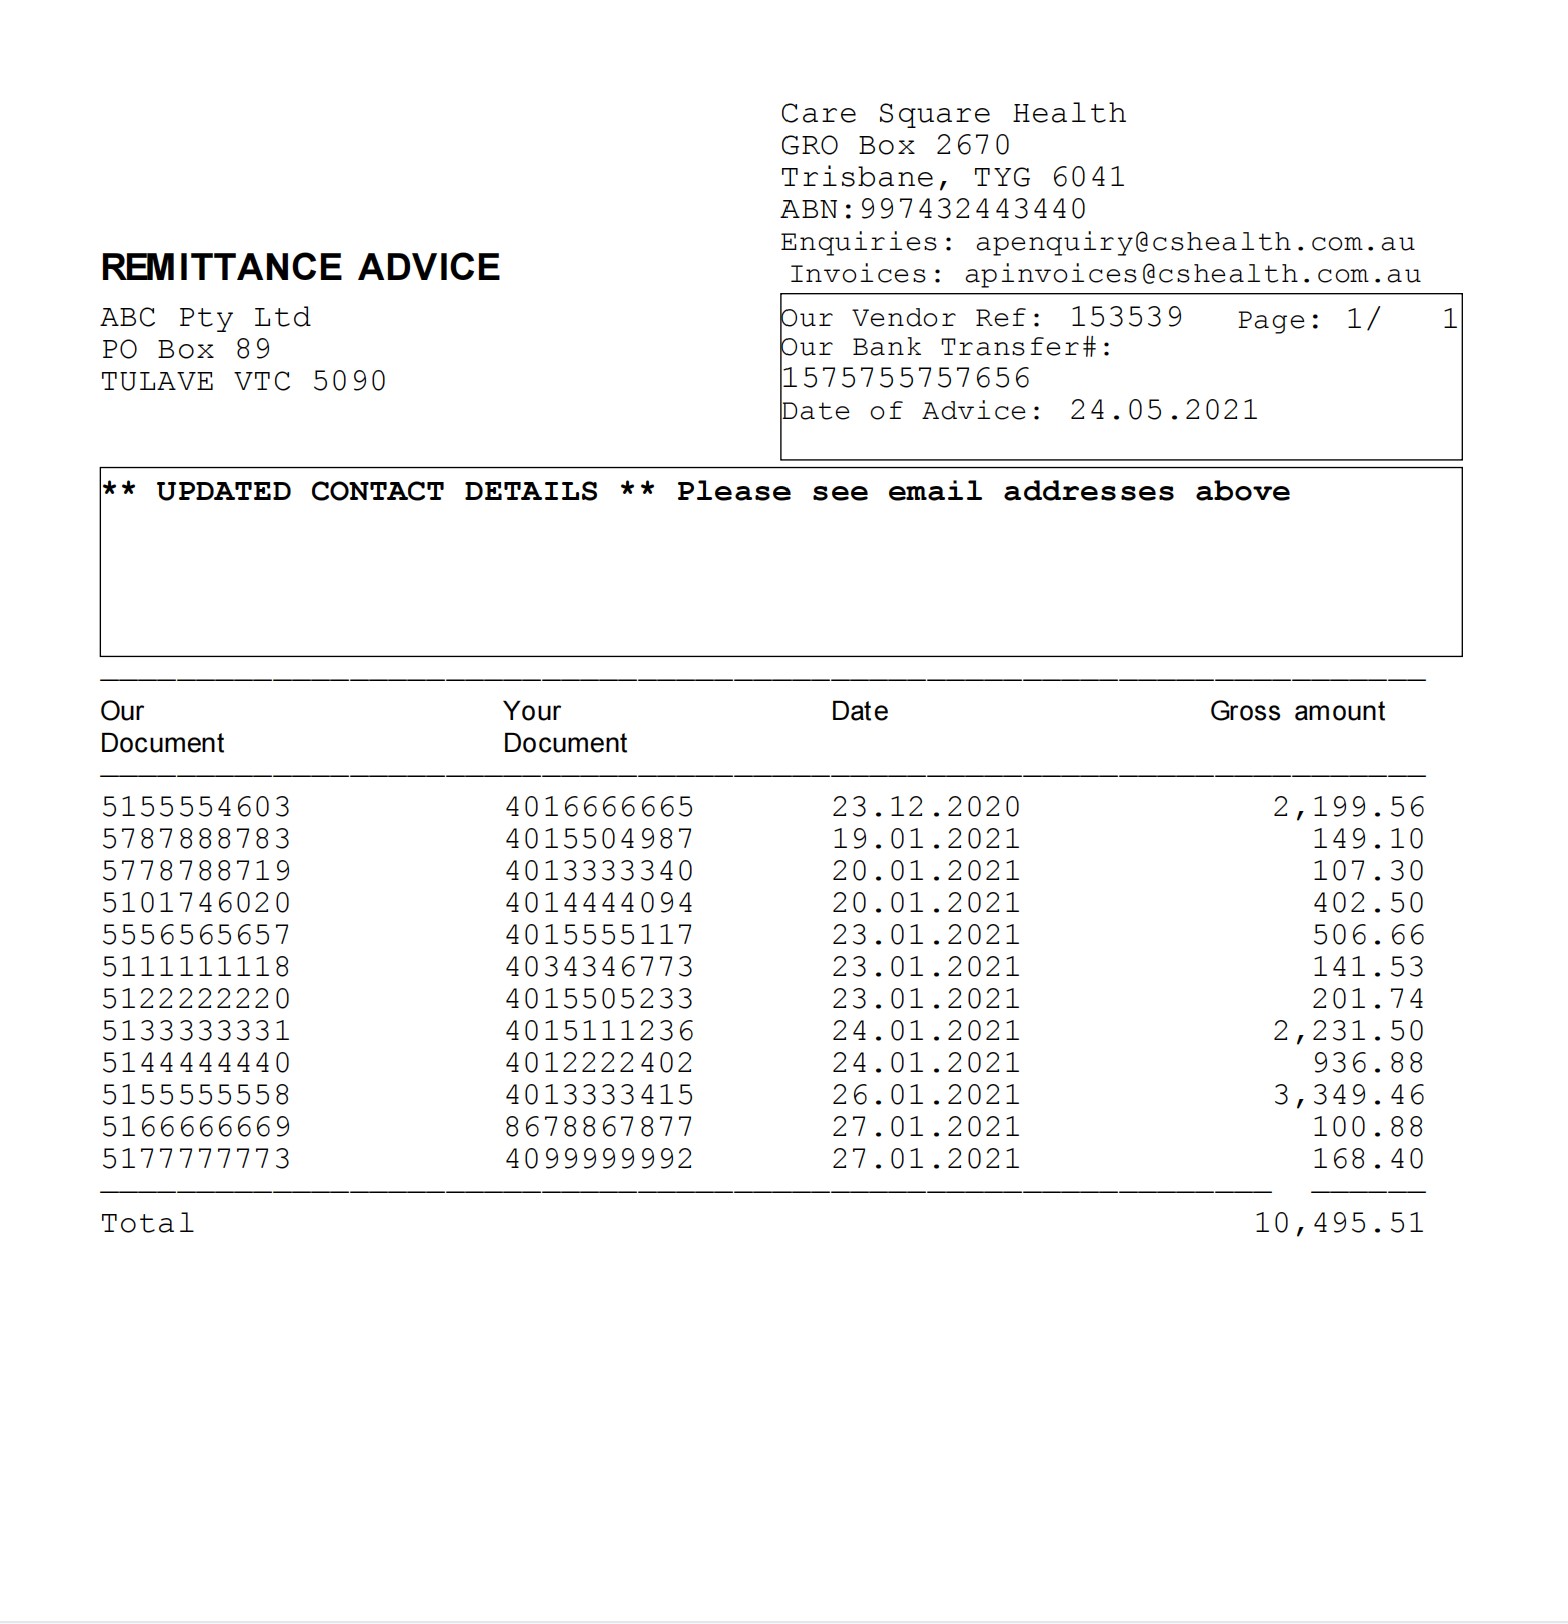 Care Square Health
GRO Box 2670
Trisbane, TYG 6041
ABN:997432443440
Enquiries: apenquiry@cshealth.com.au
Invoices: apinvoices@cshealth.com.au
REMITTANCE ADVICE
ABC Pty Ltd
PO Box 89
TULAVE VTC 5090
Our Vendor Ref: 153539 Page: 1/ 1
Our Bank Transfer#:
1575755757656
Date of Advice: 24.05.2021
** UPDATED CONTACT DETAILS ** Please see email addresses above
Our Document Your Document Date Gross amount
5155554603 4016666665 23.12.2020 2,199.56
5787888783 4015504987 19.01.2021 149.10
5778788719 4013333340 20.01.2021 107.30
5101746020 4014444094 20.01.2021 402.50
5556565657 4015555117 23.01.2021 506.66
5111111118 4034346773 23.01.2021 141.53
5122222220 4015505233 23.01.2021 201.74
5133333331 4015111236 24.01.2021 2,231.50
5144444440 4012222402 24.01.2021 936.88
5155555558 4013333415 26.01.2021 3,349.46
5166666669 8678867877 27.01.2021 100.88
5177777773 4099999992 27.01.2021 168.40
Total 10,495.51